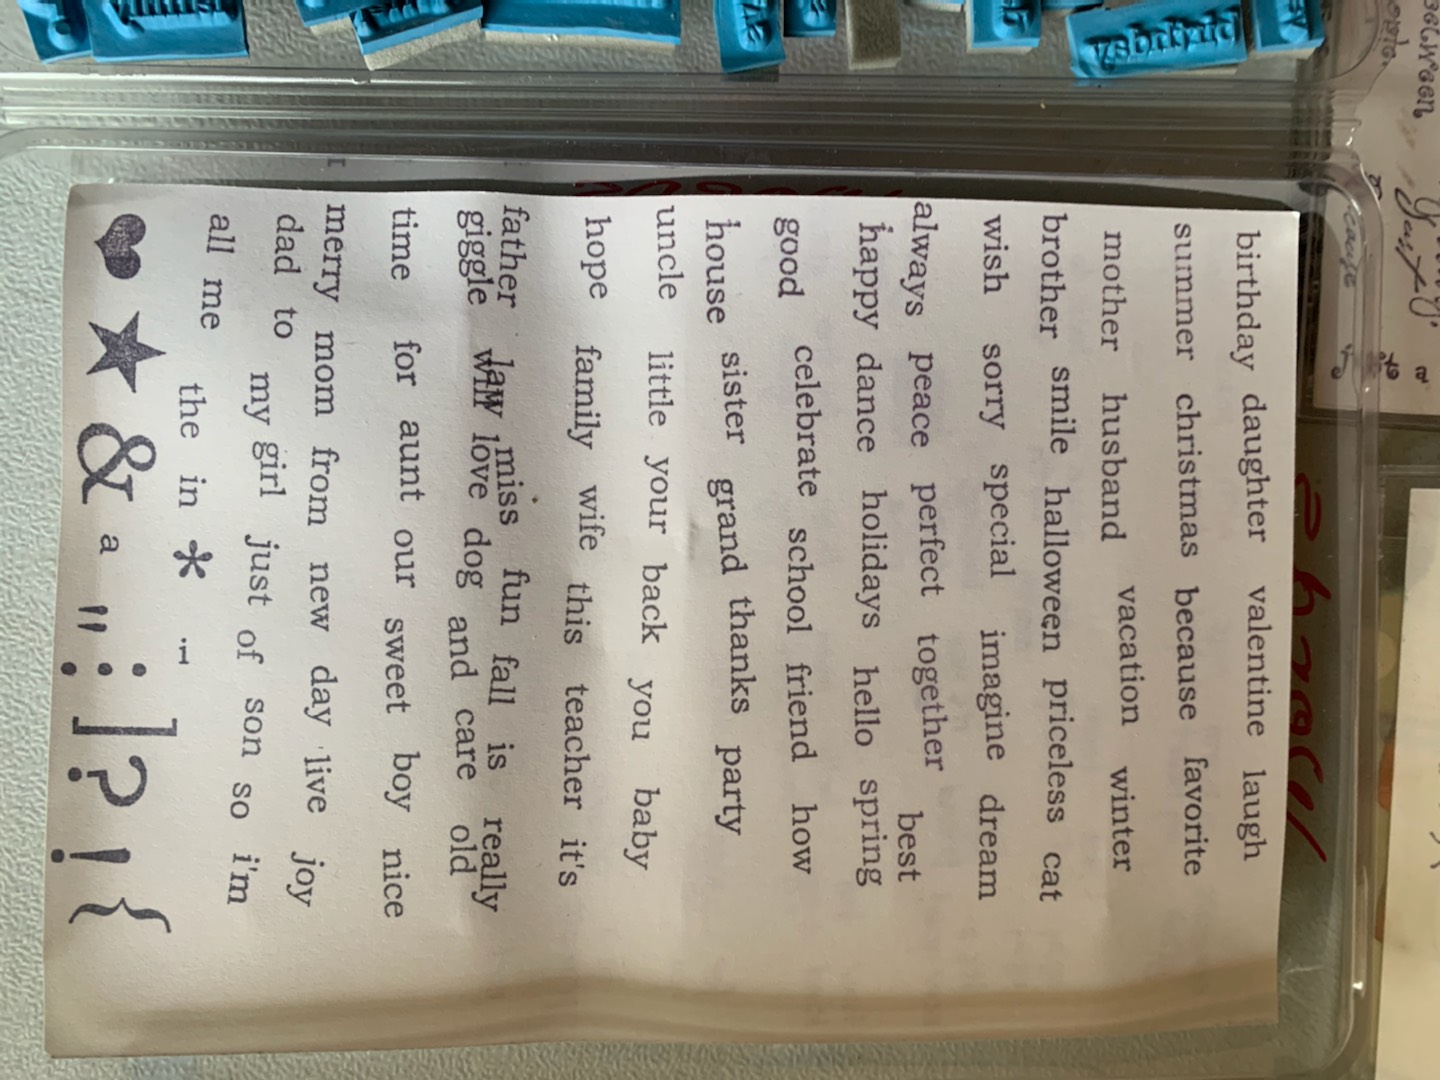 birthday daughter valentine laugh
summer christmas because favorite
mother husband vacation winter
brother smile halloween priceless cat
wish sorry special imagine dream
always peace perfect together best
happy dance holidays hello spring
good celebrate school friend how
house sister grand thanks party
uncle little your back you baby
hope family wife this teacher it's
father law miss fun fall is really
giggle love dog and care old
time for aunt our sweet boy nice
merry mom from new day live joy
dad to my girl just of son so i'm
all me the in *
♥ ★ & a " : ] ? ! {
birthday